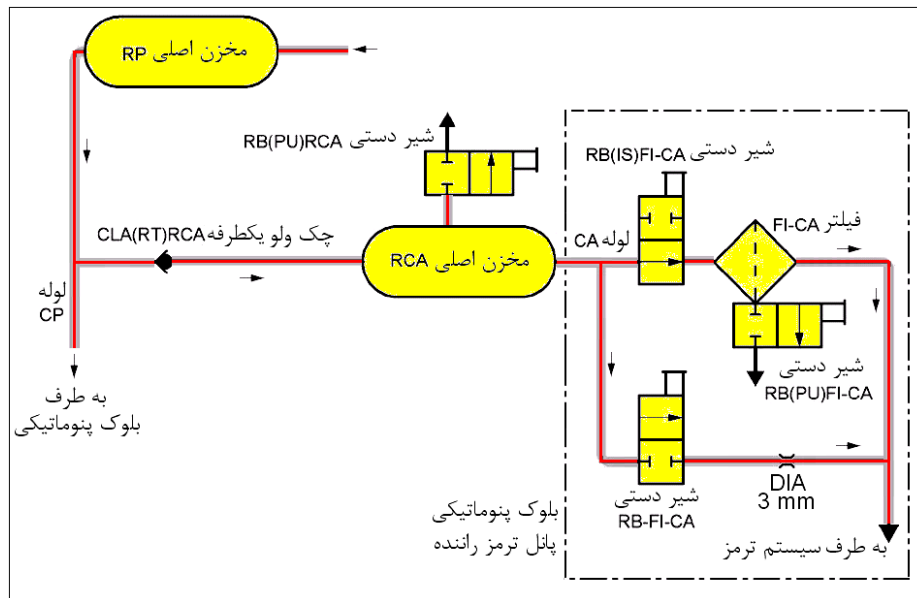 مخزن اصلی RP
شیر دستی RB(PU)RCA
شیر دستی RB(IS)FI-CA
فیلتر FI-CA
چک ولو یکطرفه CLA(RT)RCA
مخزن اصلی RCA
لوله CA
لوله
CP
شیر دستی
RB(PU)FI-CA
به طرف
بلوک پنوماتیکی
شیر دستی
RB-FI-CA
DIA
3 mm
بلوک پنوماتیکی
پانل ترمز راننده
به طرف سیستم ترمز